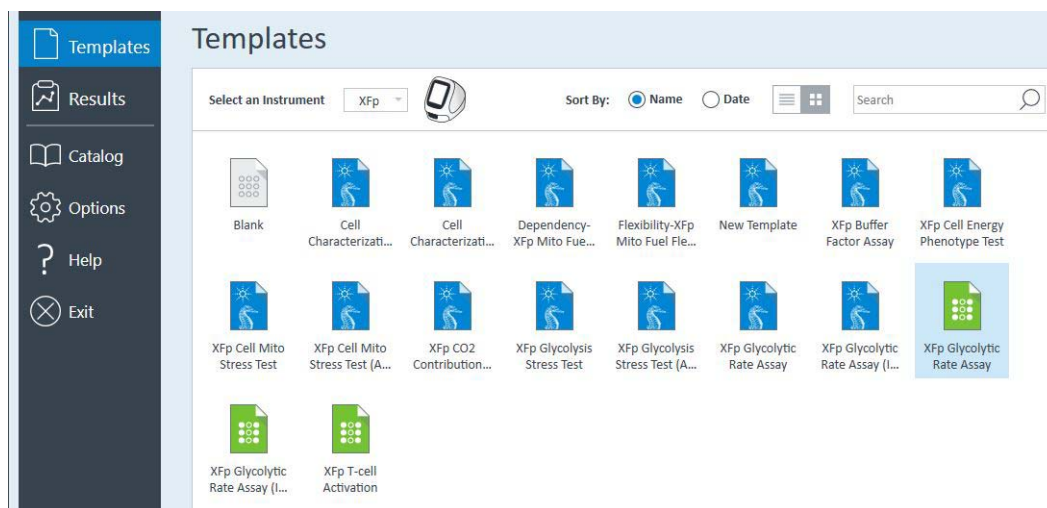 Templates
Results
Catalog
Options
Help
Exit
Templates
Select an Instrument XFp Sort By: Name Date Search
Blank
Cell
Characterizati...
Cell
Characterizati...
Dependency-
XFp Mito Fue...
Flexibility-XFp
Mito Fuel Fle...
New Template
XFp Buffer
Factor Assay
XFp Cell Energy
Phenotype Test
XFp Cell Mito
Stress Test
XFp Cell Mito
Stress Test (A...
XFp CO2
Contribution...
XFp Glycolysis
Stress Test
XFp Glycolysis
Stress Test (A...
XFp Glycolytic
Rate Assay
XFp Glycolytic
Rate Assay (I...
XFp Glycolytic
Rate Assay
XFp Glycolytic
Rate Assay (I...
XFp T-cell
Activation